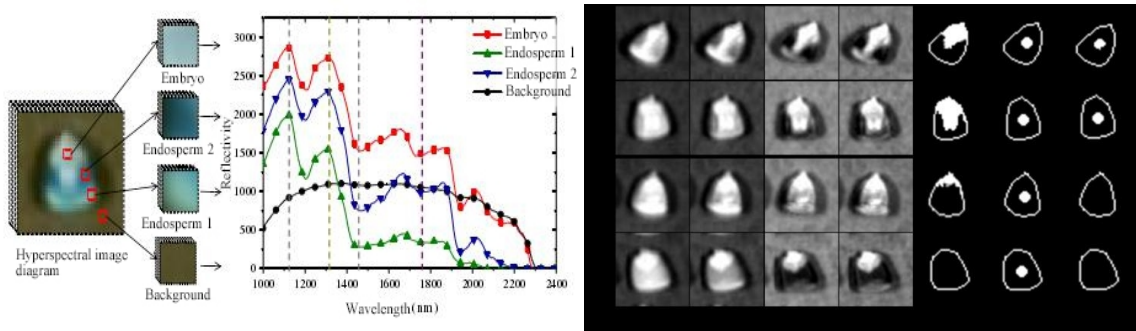 Embryo
Endosperm 2
Endosperm 1
Background
Hyperspectral image
diagram
Reflectivity
3000
2500
2000
1500
1000
500
0
Embryo
Endosperm 1
Endosperm 2
Background
1000 1200 1400 1600 1800 2000 2200 2400
Wavelength(nm)